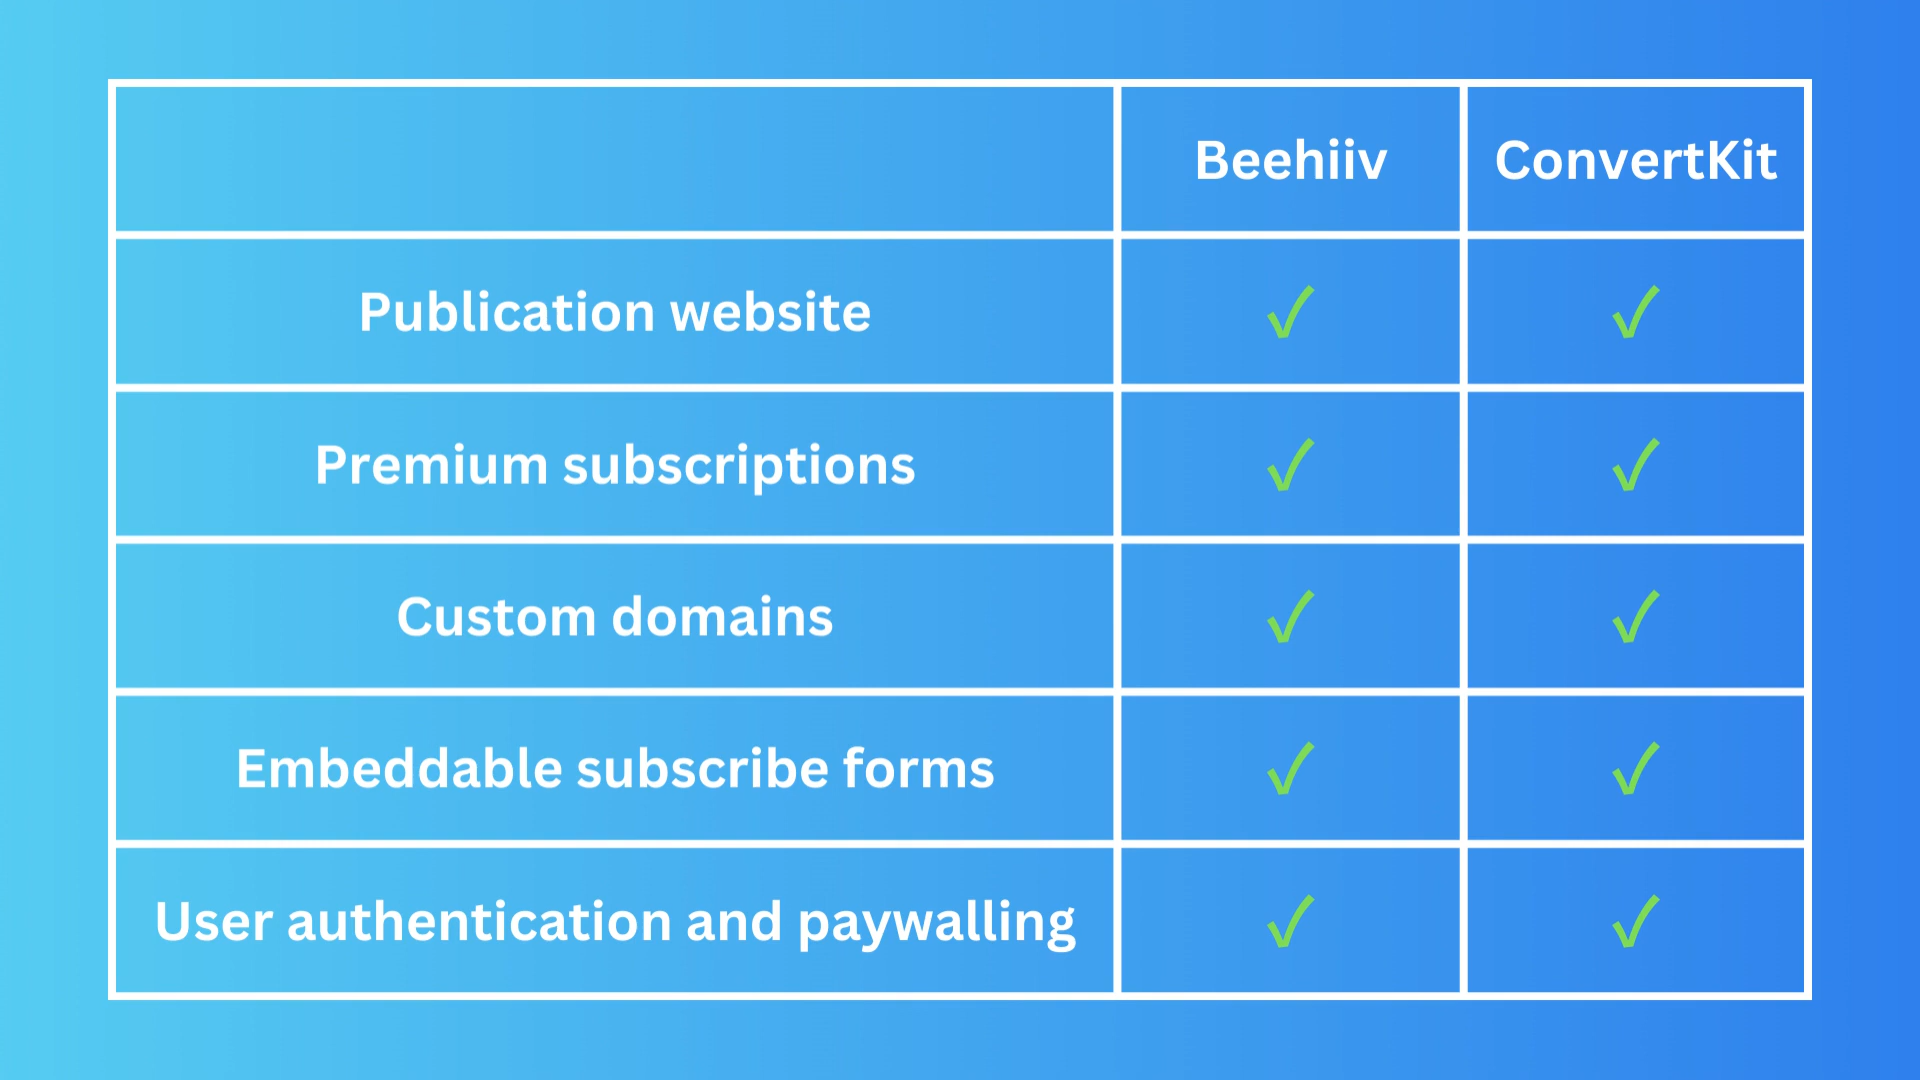 Beehiiv ConvertKit
Publication website ✓ ✓
Premium subscriptions ✓ ✓
Custom domains ✓ ✓
Embeddable subscribe forms ✓ ✓
User authentication and paywalling ✓ ✓